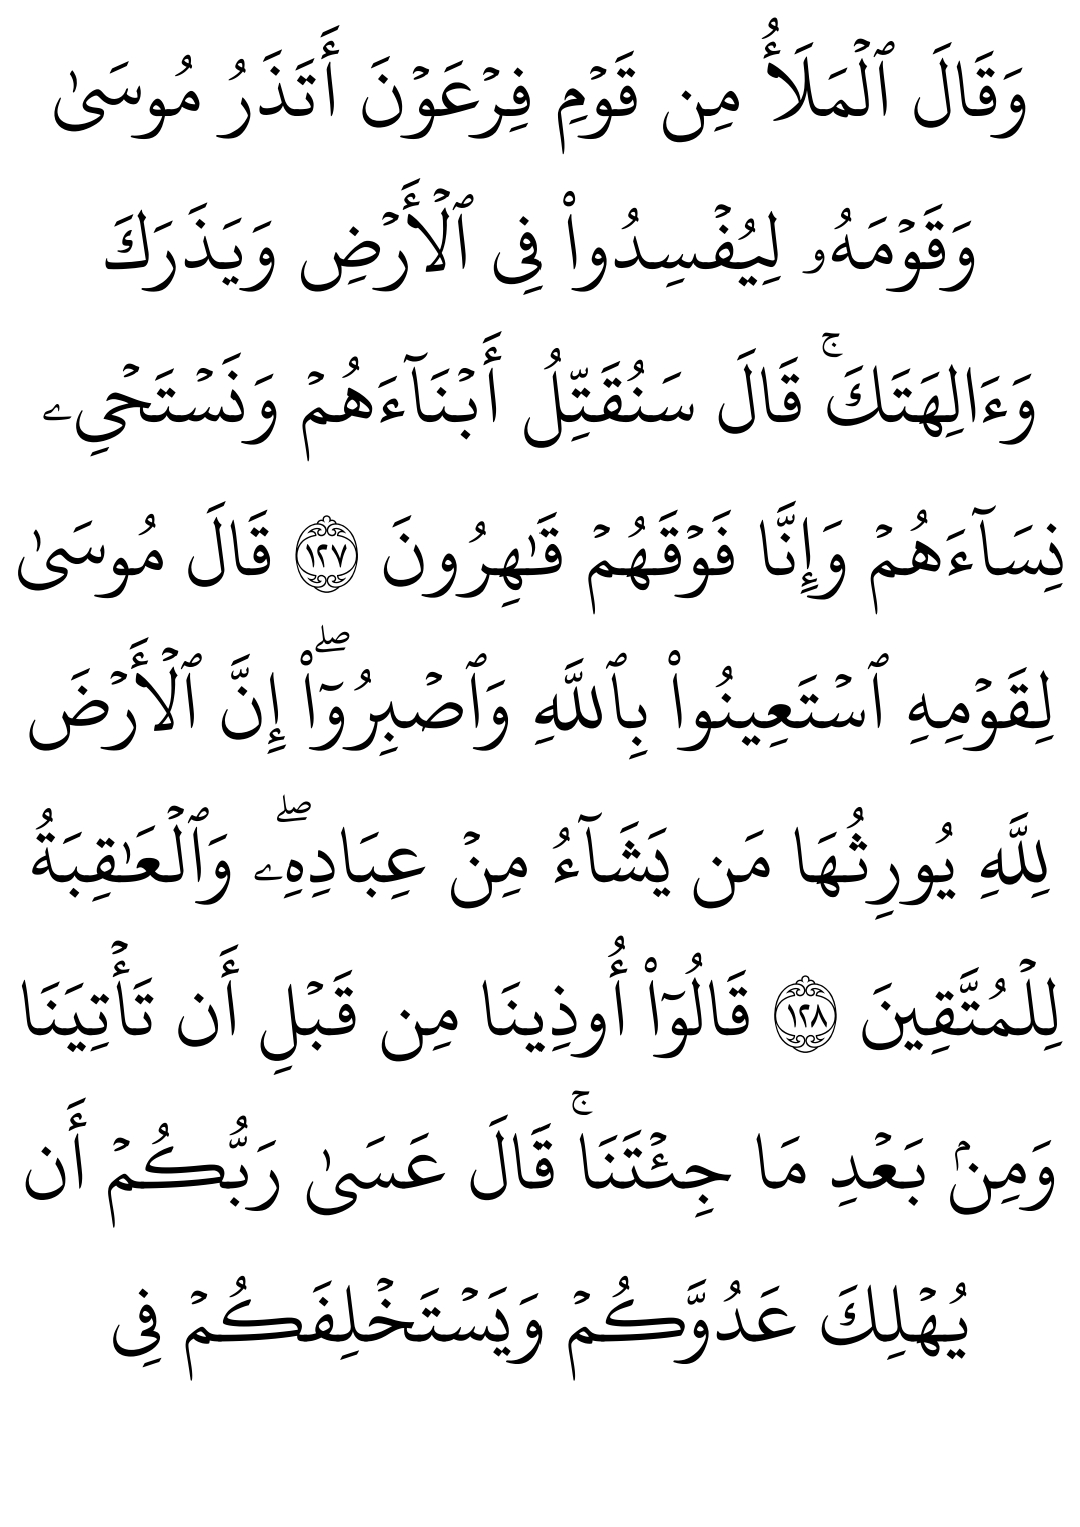 وَقَالَ ٱلْمَلَأُ مِن قَوْمِ فِرْعَوْنَ أَتَذَرُ مُوسَىٰ
وَقَوْمَهُۥ لِيُفْسِدُوا۟ فِى ٱلْأَرْضِ وَيَذَرَكَ
وَءَالِهَتَكَ ۚ قَالَ سَنُقَتِّلُ أَبْنَآءَهُمْ وَنَسْتَحْىِۦ
نِسَآءَهُمْ وَإِنَّا فَوْقَهُمْ قَـٰهِرُونَ ١٢٧ قَالَ مُوسَىٰ
لِقَوْمِهِ ٱسْتَعِينُوا۟ بِٱللَّهِ وَٱصْبِرُوٓا۟ ۖ إِنَّ ٱلْأَرْضَ
لِلَّهِ يُورِثُهَا مَن يَشَآءُ مِنْ عِبَادِهِۦ ۖ وَٱلْعَـٰقِبَةُ
لِلْمُتَّقِينَ ١٢٨ قَالُوٓا۟ أُوذِينَا مِن قَبْلِ أَن تَأْتِيَنَا
وَمِنۢ بَعْدِ مَا جِئْتَنَا ۚ قَالَ عَسَىٰ رَبُّكُمْ أَن
يُهْلِكَ عَدُوَّكُمْ وَيَسْتَخْلِفَكُمْ فِى